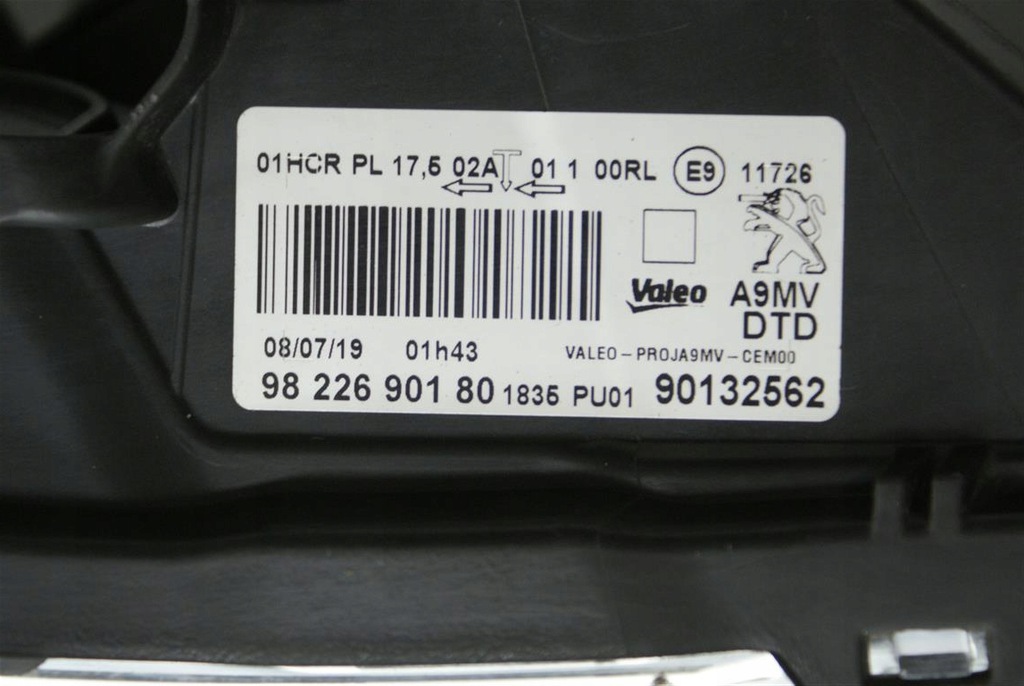 01HCR PL 17,5 02A 01 1 00RL E9 11726
Valeo A9MV
DTD
08/07/19 01h43 VALEO-PROJA9MV-CEM00
98 226 901 80 1835 PU01 90132562